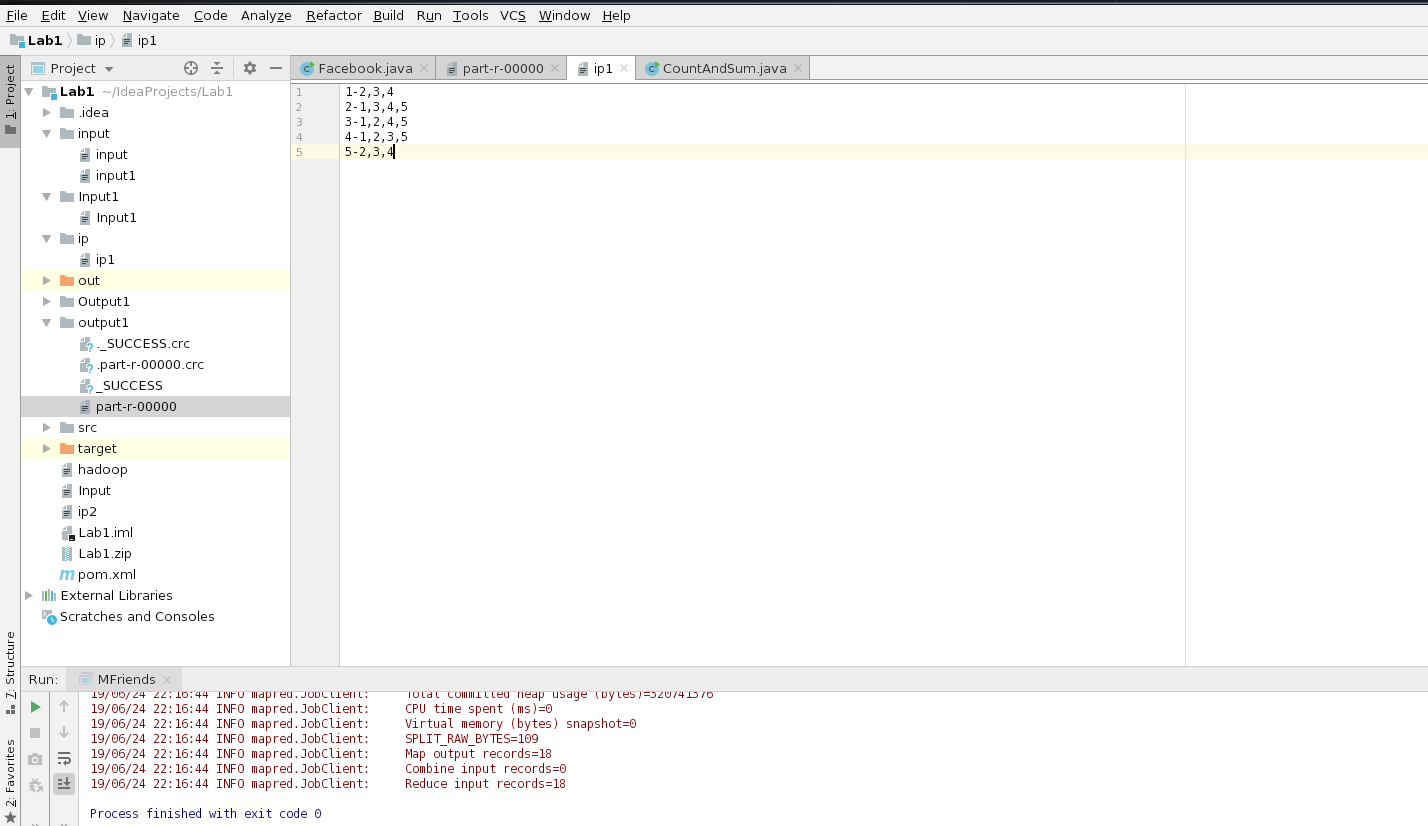 File Edit View Navigate Code Analyze Refactor Build Run Tools VCS Window Help
Lab1 ip ip1
1: Project
Project
Facebook.java part-r-00000 ip1 CountAndSum.java
Lab1 ~/IdeaProjects/Lab1
.idea
input
input
input1
Input1
Input1
ip
ip1
out
Output1
output1
._SUCCESS.crc
.part-r-00000.crc
_SUCCESS
part-r-00000
src
target
hadoop
Input
ip2
Lab1.iml
Lab1.zip
pom.xml
External Libraries
Scratches and Consoles
1 1-2,3,4
2 2-1,3,4,5
3 3-1,2,4,5
4 4-1,2,3,5
5 5-2,3,4
7: Structure
2: Favorites
Run: MFriends
19/06/24 22:16:44 INFO mapred.JobClient: Total committed heap usage (bytes)=320741376
19/06/24 22:16:44 INFO mapred.JobClient: CPU time spent (ms)=0
19/06/24 22:16:44 INFO mapred.JobClient: Virtual memory (bytes) snapshot=0
19/06/24 22:16:44 INFO mapred.JobClient: SPLIT_RAW_BYTES=109
19/06/24 22:16:44 INFO mapred.JobClient: Map output records=18
19/06/24 22:16:44 INFO mapred.JobClient: Combine input records=0
19/06/24 22:16:44 INFO mapred.JobClient: Reduce input records=18
Process finished with exit code 0